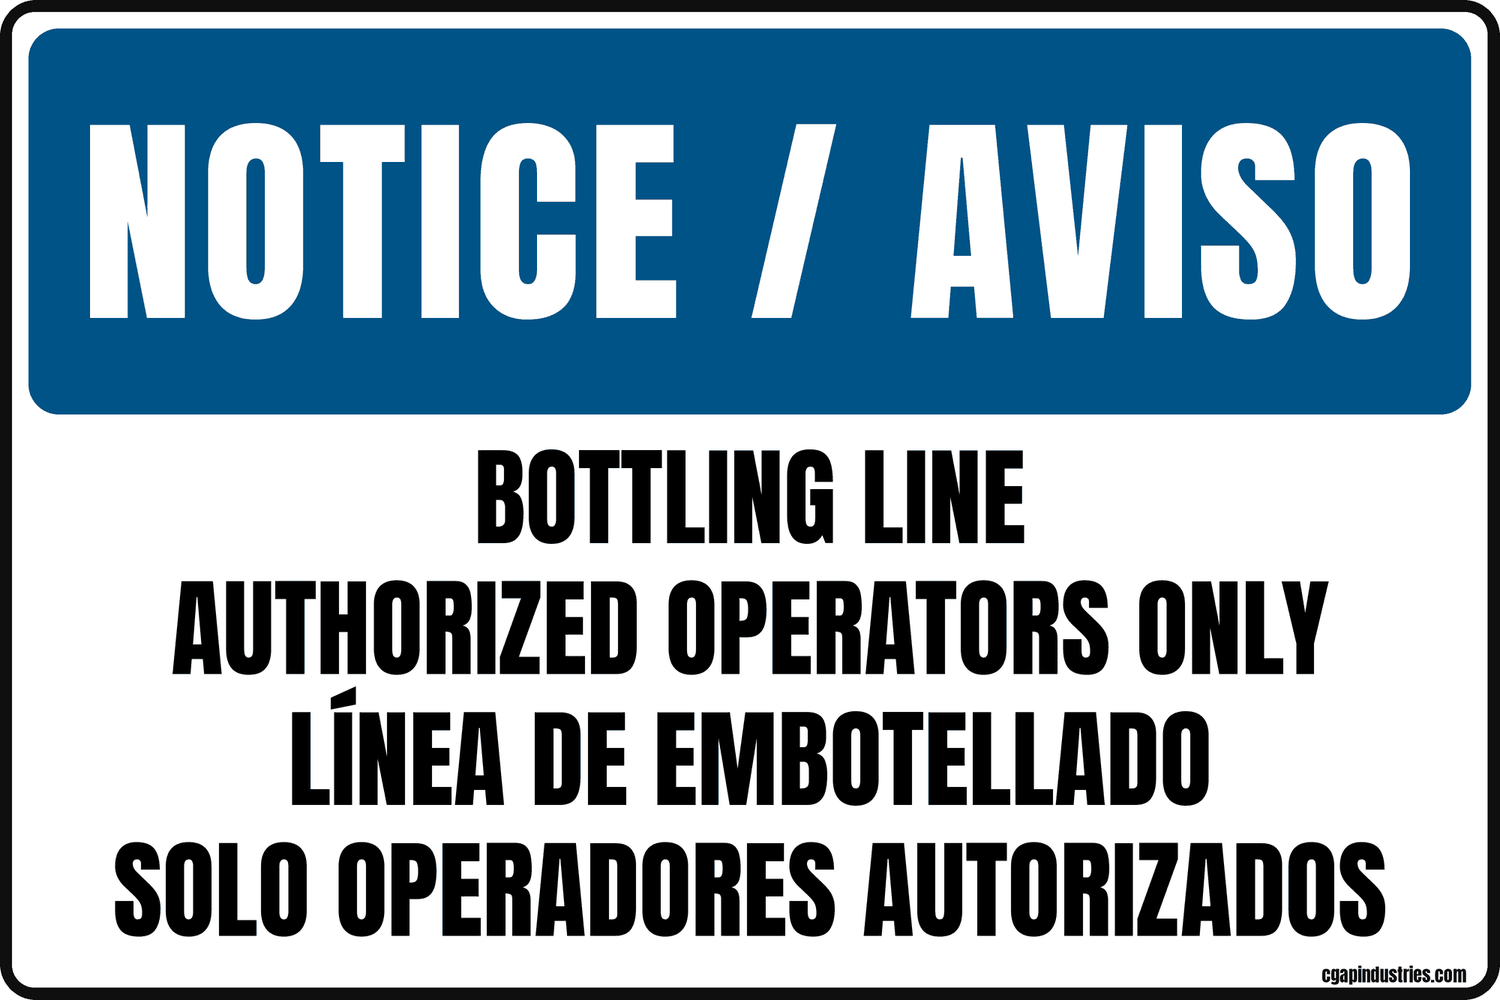 NOTICE / AVISO
BOTTLING LINE
AUTHORIZED OPERATORS ONLY
LÍNEA DE EMBOTELLADO
SOLO OPERADORES AUTORIZADOS
cgapindustries.com